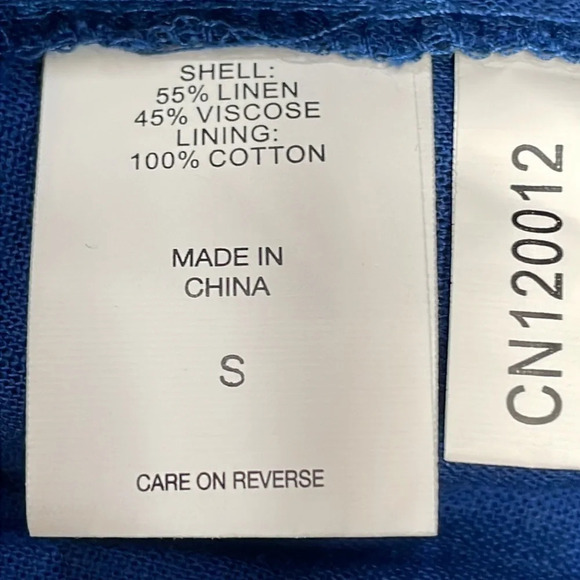 SHELL:
55% LINEN
45% VISCOSE
LINING:
100% COTTON
MADE IN
CHINA
S
CARE ON REVERSE
CN120012